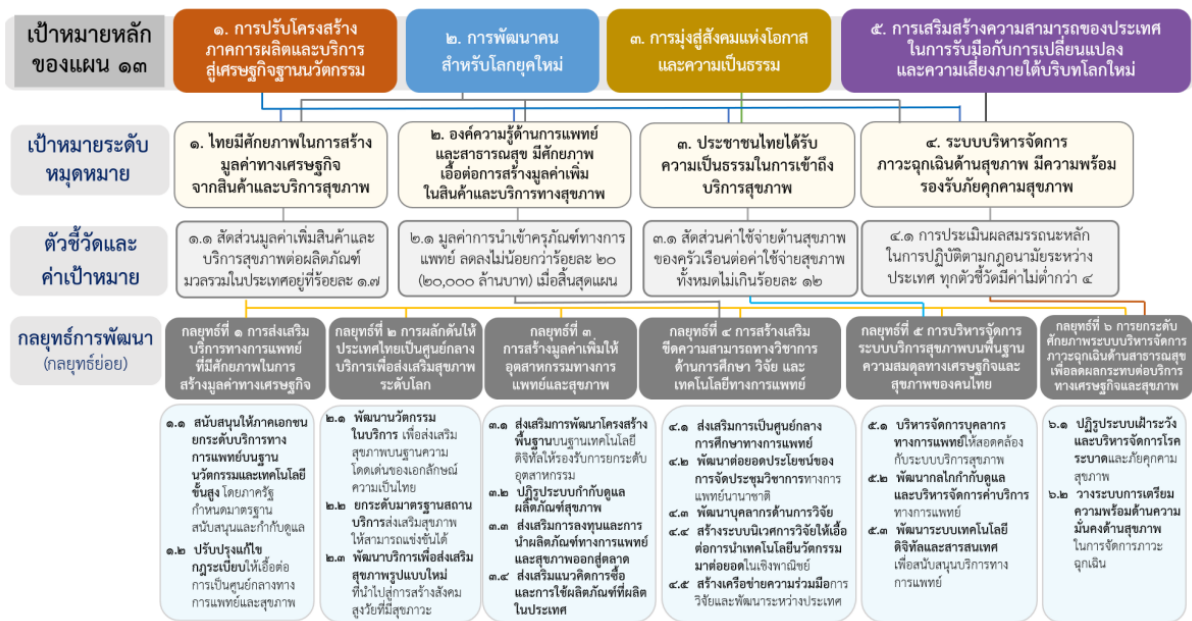 เป้าหมายหลัก
ของแผน ๑๓
๑. การปรับโครงสร้าง
ภาคการผลิตและบริการ
สู่เศรษฐกิจฐานนวัตกรรม
๒. การพัฒนาคน
สำหรับโลกยุคใหม่
๓. การมุ่งสู่สังคมแห่งโอกาส
และความเป็นธรรม
๕. การเสริมสร้างความสามารถของประเทศ
ในการรับมือกับการเปลี่ยนแปลง
และความเสี่ยงภายใต้บริบทโลกใหม่
เป้าหมายระดับ
หมุดหมาย
๑. ไทยมีศักยภาพในการสร้าง
มูลค่าทางเศรษฐกิจ
จากสินค้าและบริการสุขภาพ
๒. องค์ความรู้ด้านการแพทย์
และสาธารณสุข มีศักยภาพ
เอื้อต่อการสร้างมูลค่าเพิ่ม
ในสินค้าและบริการทางสุขภาพ
๓. ประชาชนไทยได้รับ
ความเป็นธรรมในการเข้าถึง
บริการสุขภาพ
๔. ระบบบริหารจัดการ
ภาวะฉุกเฉินด้านสุขภาพ มีความพร้อม
รองรับภัยคุกคามสุขภาพ
ตัวชี้วัดและ
ค่าเป้าหมาย
๑.๑ สัดส่วนมูลค่าเพิ่มสินค้าและ
บริการสุขภาพต่อผลิตภัณฑ์
มวลรวมในประเทศอยู่ที่ร้อยละ ๑.๗
๒.๑ มูลค่าการนำเข้าครุภัณฑ์ทางการ
แพทย์ ลดลงไม่น้อยกว่าร้อยละ ๒๐
(๒๐,๐๐๐ ล้านบาท) เมื่อสิ้นสุดแผน
๓.๑ สัดส่วนค่าใช้จ่ายด้านสุขภาพ
ของครัวเรือนต่อค่าใช้จ่ายสุขภาพ
ทั้งหมดไม่เกินร้อยละ ๑๒
๔.๑ การประเมินผลสมรรถนะหลัก
ในการปฏิบัติตามกฎอนามัยระหว่าง
ประเทศ ทุกตัวชี้วัดมีค่าไม่ต่ำกว่า ๔
กลยุทธ์การพัฒนา
(กลยุทธ์ย่อย)
กลยุทธ์ที่ ๑ การส่งเสริม
บริการทางการแพทย์
ที่มีศักยภาพในการ
สร้างมูลค่าทางเศรษฐกิจ
กลยุทธ์ที่ ๒ การผลักดันให้
ประเทศไทยเป็นศูนย์กลาง
บริการเพื่อส่งเสริมสุขภาพ
ระดับโลก
กลยุทธ์ที่ ๓
การสร้างมูลค่าเพิ่มให้
อุตสาหกรรมทางการ
แพทย์และสุขภาพ
กลยุทธ์ที่ ๔ การสร้างเสริม
ขีดความสามารถทางวิชาการ
ด้านการศึกษา วิจัย และ
เทคโนโลยีทางการแพทย์
กลยุทธ์ที่ ๕ การบริหารจัดการ
ระบบบริการสุขภาพบนพื้นฐาน
ความสมดุลทางเศรษฐกิจและ
สุขภาพของคนไทย
กลยุทธ์ที่ ๖ การยกระดับ
ศักยภาพระบบบริหารจัดการ
ภาวะฉุกเฉินด้านสาธารณสุข
เพื่อลดผลกระทบต่อบริการ
ทางเศรษฐกิจและสุขภาพ
๑.๑ สนับสนุนให้ภาคเอกชน
ยกระดับบริการทาง
การแพทย์บนฐาน
นวัตกรรมและเทคโนโลยี
ขั้นสูง โดยภาครัฐ
กำหนดมาตรฐาน
สนับสนุนและกำกับดูแล
๑.๒ ปรับปรุงแก้ไข
กฎระเบียบให้เอื้อต่อ
การเป็นศูนย์กลางทาง
การแพทย์และสุขภาพ
๒.๑ พัฒนานวัตกรรม
ในบริการ เพื่อส่งเสริม
สุขภาพบนฐานความ
โดดเด่นของเอกลักษณ์
ความเป็นไทย
๒.๒ ยกระดับมาตรฐานสถาน
บริการส่งเสริมสุขภาพ
ให้สามารถแข่งขันได้
๒.๓ พัฒนาบริการเพื่อส่งเสริม
สุขภาพรูปแบบใหม่
ที่นำไปสู่การสร้างสังคม
สูงวัยที่มีสุขภาวะ
๓.๑ ส่งเสริมการพัฒนาโครงสร้าง
พื้นฐานบนฐานเทคโนโลยี
ดิจิทัลให้รองรับการยกระดับ
อุตสาหกรรม
๓.๒ ปฏิรูประบบกำกับดูแล
ผลิตภัณฑ์สุขภาพ
๓.๓ ส่งเสริมการลงทุนและการ
นำผลิตภัณฑ์ทางการแพทย์
และสุขภาพออกสู่ตลาด
๓.๔ ส่งเสริมแนวคิดการซื้อ
และการใช้ผลิตภัณฑ์ที่ผลิต
ในประเทศ
๔.๑ ส่งเสริมการเป็นศูนย์กลาง
การศึกษาทางการแพทย์
๔.๒ พัฒนาต่อยอดประโยชน์ของ
การจัดประชุมวิชาการทางการ
แพทย์นานาชาติ
๔.๓ พัฒนาบุคลากรด้านการวิจัย
๔.๔ สร้างระบบนิเวศการวิจัยให้เอื้อ
ต่อการนำเทคโนโลยีนวัตกรรม
มาต่อยอดในเชิงพาณิชย์
๔.๕ สร้างเครือข่ายความร่วมมือการ
วิจัยและพัฒนาระหว่างประเทศ
๕.๑ บริหารจัดการบุคลากร
ทางการแพทย์ให้สอดคล้อง
กับระบบบริการสุขภาพ
๕.๒ พัฒนากลไกกำกับดูแล
และบริหารจัดการค่าบริการ
ทางการแพทย์
๕.๓ พัฒนาระบบเทคโนโลยี
ดิจิทัลและสารสนเทศ
เพื่อสนับสนุนบริการทาง
การแพทย์
๖.๑ ปฏิรูประบบเฝ้าระวัง
และบริหารจัดการโรค
ระบาดและภัยคุกคาม
สุขภาพ
๖.๒ วางระบบการเตรียม
ความพร้อมด้านความ
มั่นคงด้านสุขภาพ
ในการจัดการภาวะ
ฉุกเฉิน